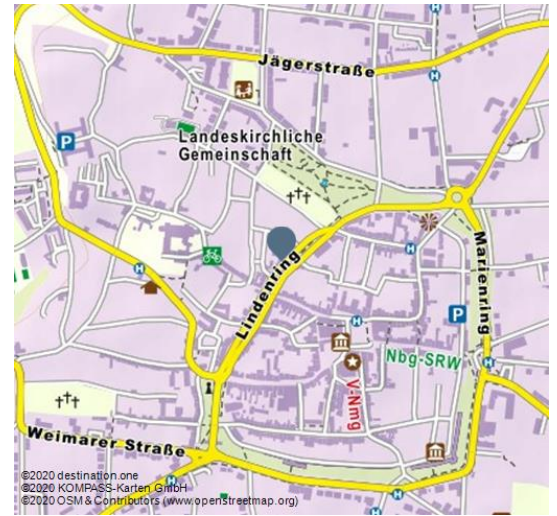 Jägerstraße
P
Landeskirchliche
Gemeinschaft
H
H
H
H
Lindenring
Marienring
P
H
Nbg-SRW
V-Nmg
H
H
Weimarer Straße
H
H
©2020 destination.one
©2020 KOMPASS-Karten GmbH
©2020 OSM & Contributors (www.openstreetmap.org)